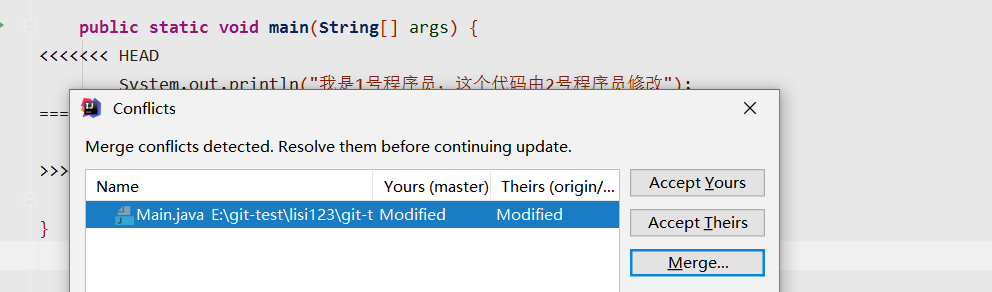 public static void main(String[] args) {
<<<<<<< HEAD
System.out.println("我是1号程序员，这个代码由2号程序员修改");
===
>>>
}
Conflicts
Merge conflicts detected. Resolve them before continuing update.
Name Yours (master) Theirs (origin/...
Main.java E:\git-test\lisi123\git-t Modified Modified
Accept Yours
Accept Theirs
Merge...